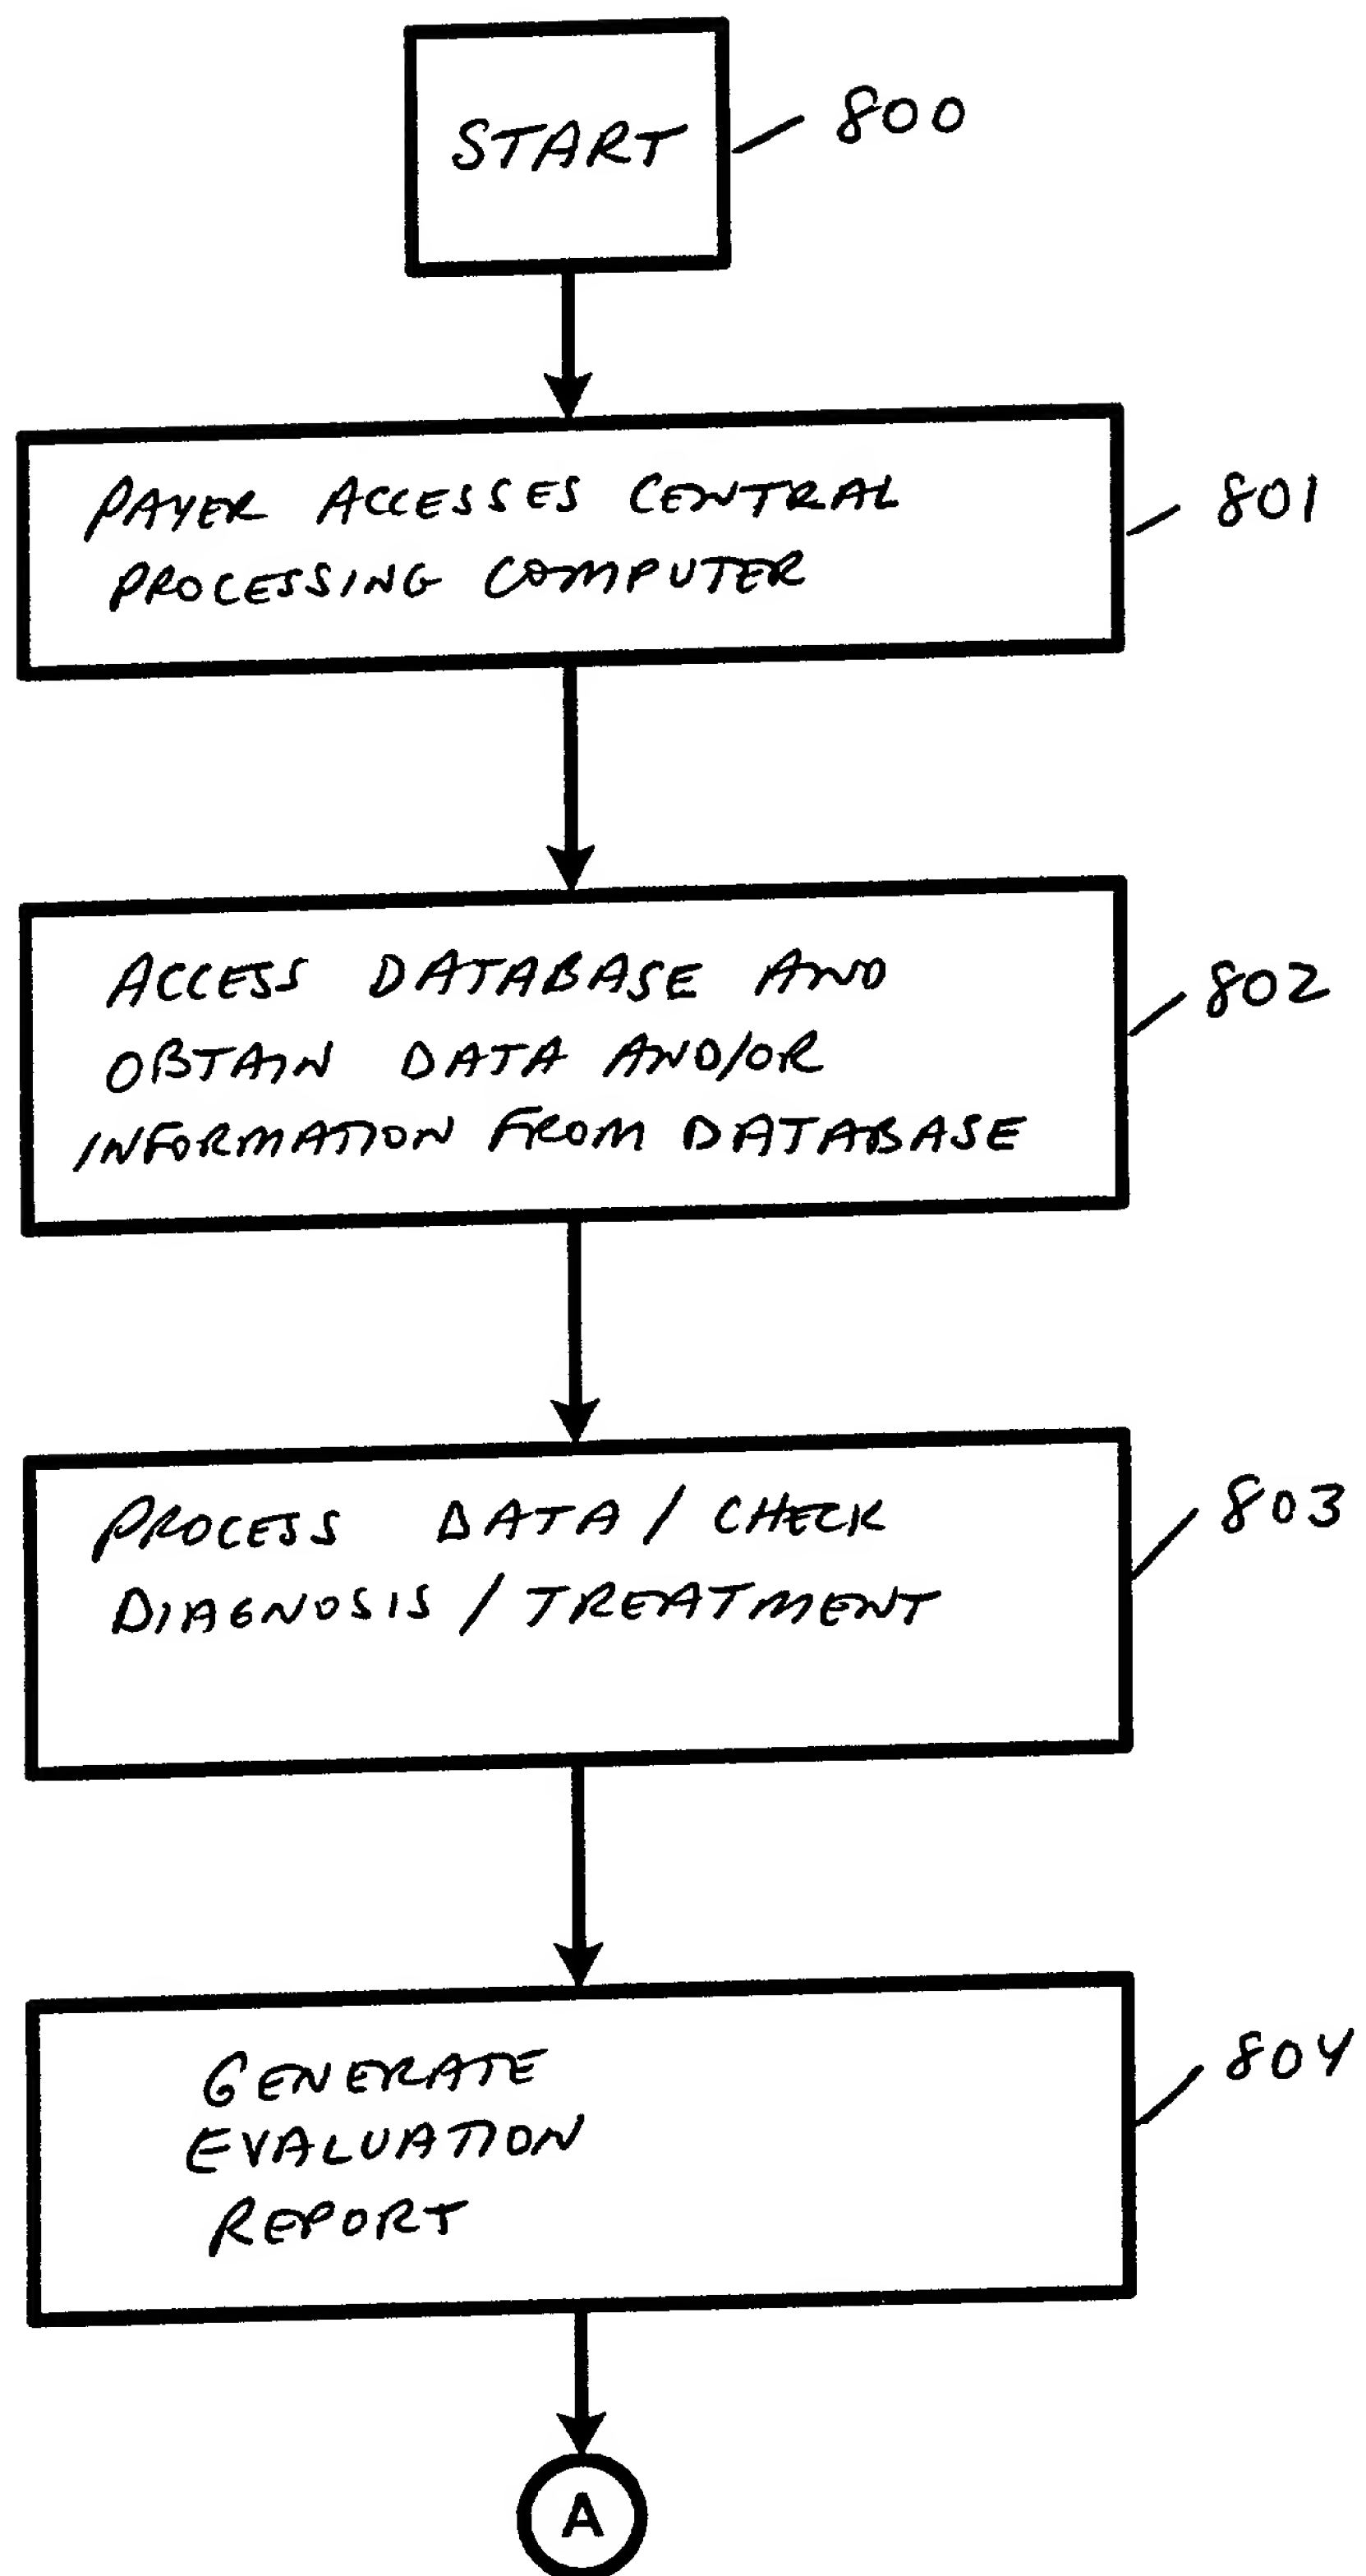 START
800
PAYER ACCESSES CENTRAL
PROCESSING COMPUTER
801
ACCESS DATABASE AND
OBTAIN DATA AND/OR
INFORMATION FROM DATABASE
802
PROCESS DATA / CHECK
DIAGNOSIS / TREATMENT
803
GENERATE
EVALUATION
REPORT
804
A